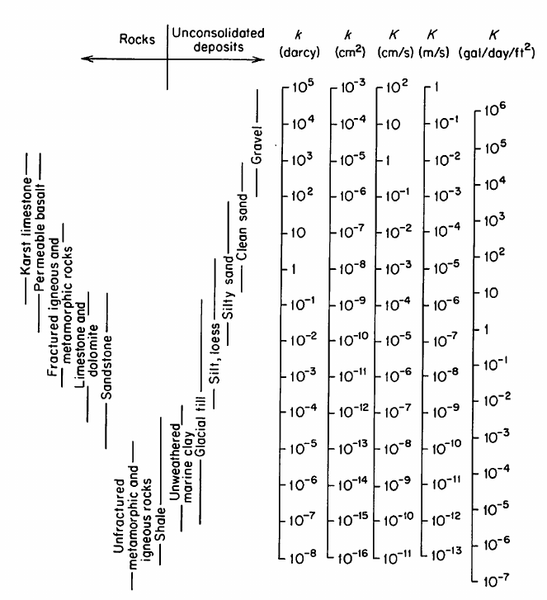 Rocks
Unconsolidated
deposits
k
(darcy)
k
(cm²)
K
(cm/s)
K
(m/s)
K
(gal/day/ft²)
Karst limestone
Permeable basalt
Fractured igneous and
metamorphic rocks
Limestone and
dolomite
Sandstone
Unfractured
metamorphic and
igneous rocks
Shale
Unweathered
marine clay
Glacial till
Silt, loess
Silty sand
Clean sand
Gravel
10⁵
10⁴
10³
10²
10
1
10⁻¹
10⁻²
10⁻³
10⁻⁴
10⁻⁵
10⁻⁶
10⁻⁷
10⁻⁸
10⁻³
10⁻⁴
10⁻⁵
10⁻⁶
10⁻⁷
10⁻⁸
10⁻⁹
10⁻¹⁰
10⁻¹¹
10⁻¹²
10⁻¹³
10⁻¹⁴
10⁻¹⁵
10⁻¹⁶
10²
10
1
10⁻¹
10⁻²
10⁻³
10⁻⁴
10⁻⁵
10⁻⁶
10⁻⁷
10⁻⁸
10⁻⁹
10⁻¹⁰
10⁻¹¹
1
10⁻¹
10⁻²
10⁻³
10⁻⁴
10⁻⁵
10⁻⁶
10⁻⁷
10⁻⁸
10⁻⁹
10⁻¹⁰
10⁻¹¹
10⁻¹²
10⁻¹³
10⁶
10⁵
10⁴
10³
10²
10
1
10⁻¹
10⁻²
10⁻³
10⁻⁴
10⁻⁵
10⁻⁶
10⁻⁷